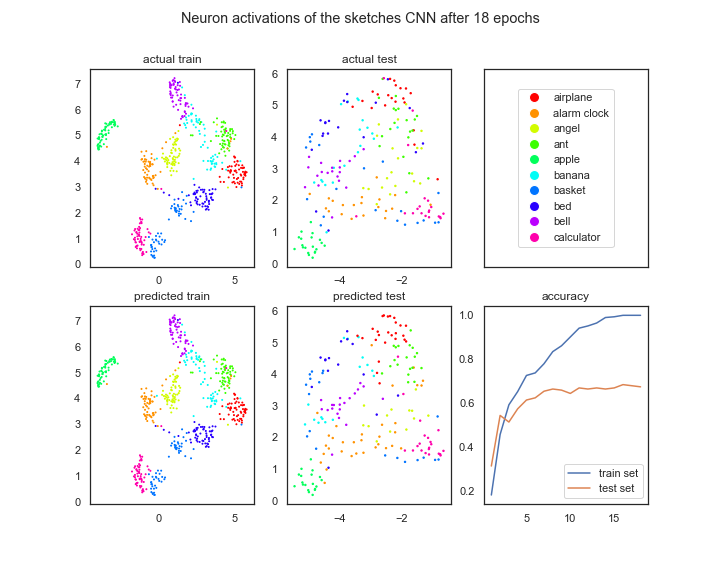 Neuron activations of the sketches CNN after 18 epochs
actual train
actual test
7
6
5
4
3
2
1
0
0 5
6
5
4
3
2
1
0
−4 −2
airplane
alarm clock
angel
ant
apple
banana
basket
bed
bell
calculator
predicted train
predicted test
accuracy
7
6
5
4
3
2
1
0
0 5
6
5
4
3
2
1
0
−4 −2
1.0
0.8
0.6
0.4
0.2
train set
test set
5 10 15